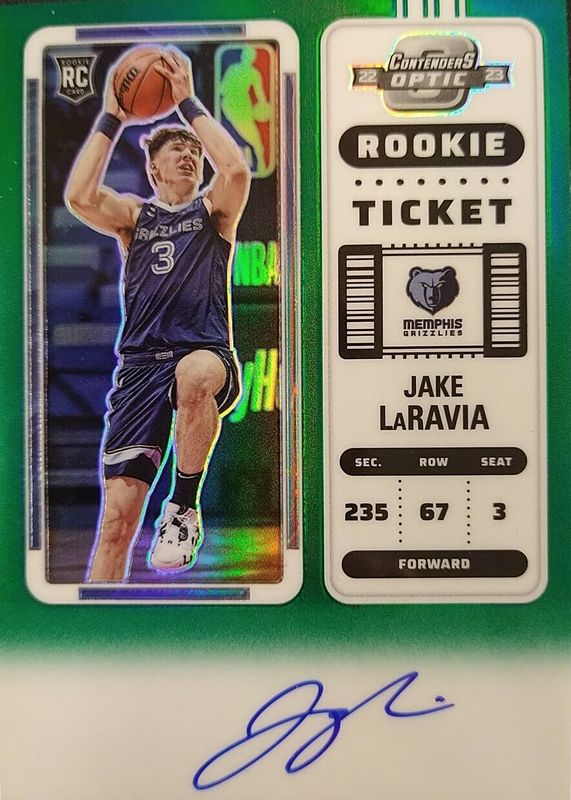 ROOKIE
RC
CARD
GRIZZLIES
3
NBA
CONTENDERS
22 OPTIC 23
ROOKIE
TICKET
MEMPHIS
GRIZZLIES
JAKE
LaRAVIA
SEC. ROW SEAT
235 67 3
FORWARD